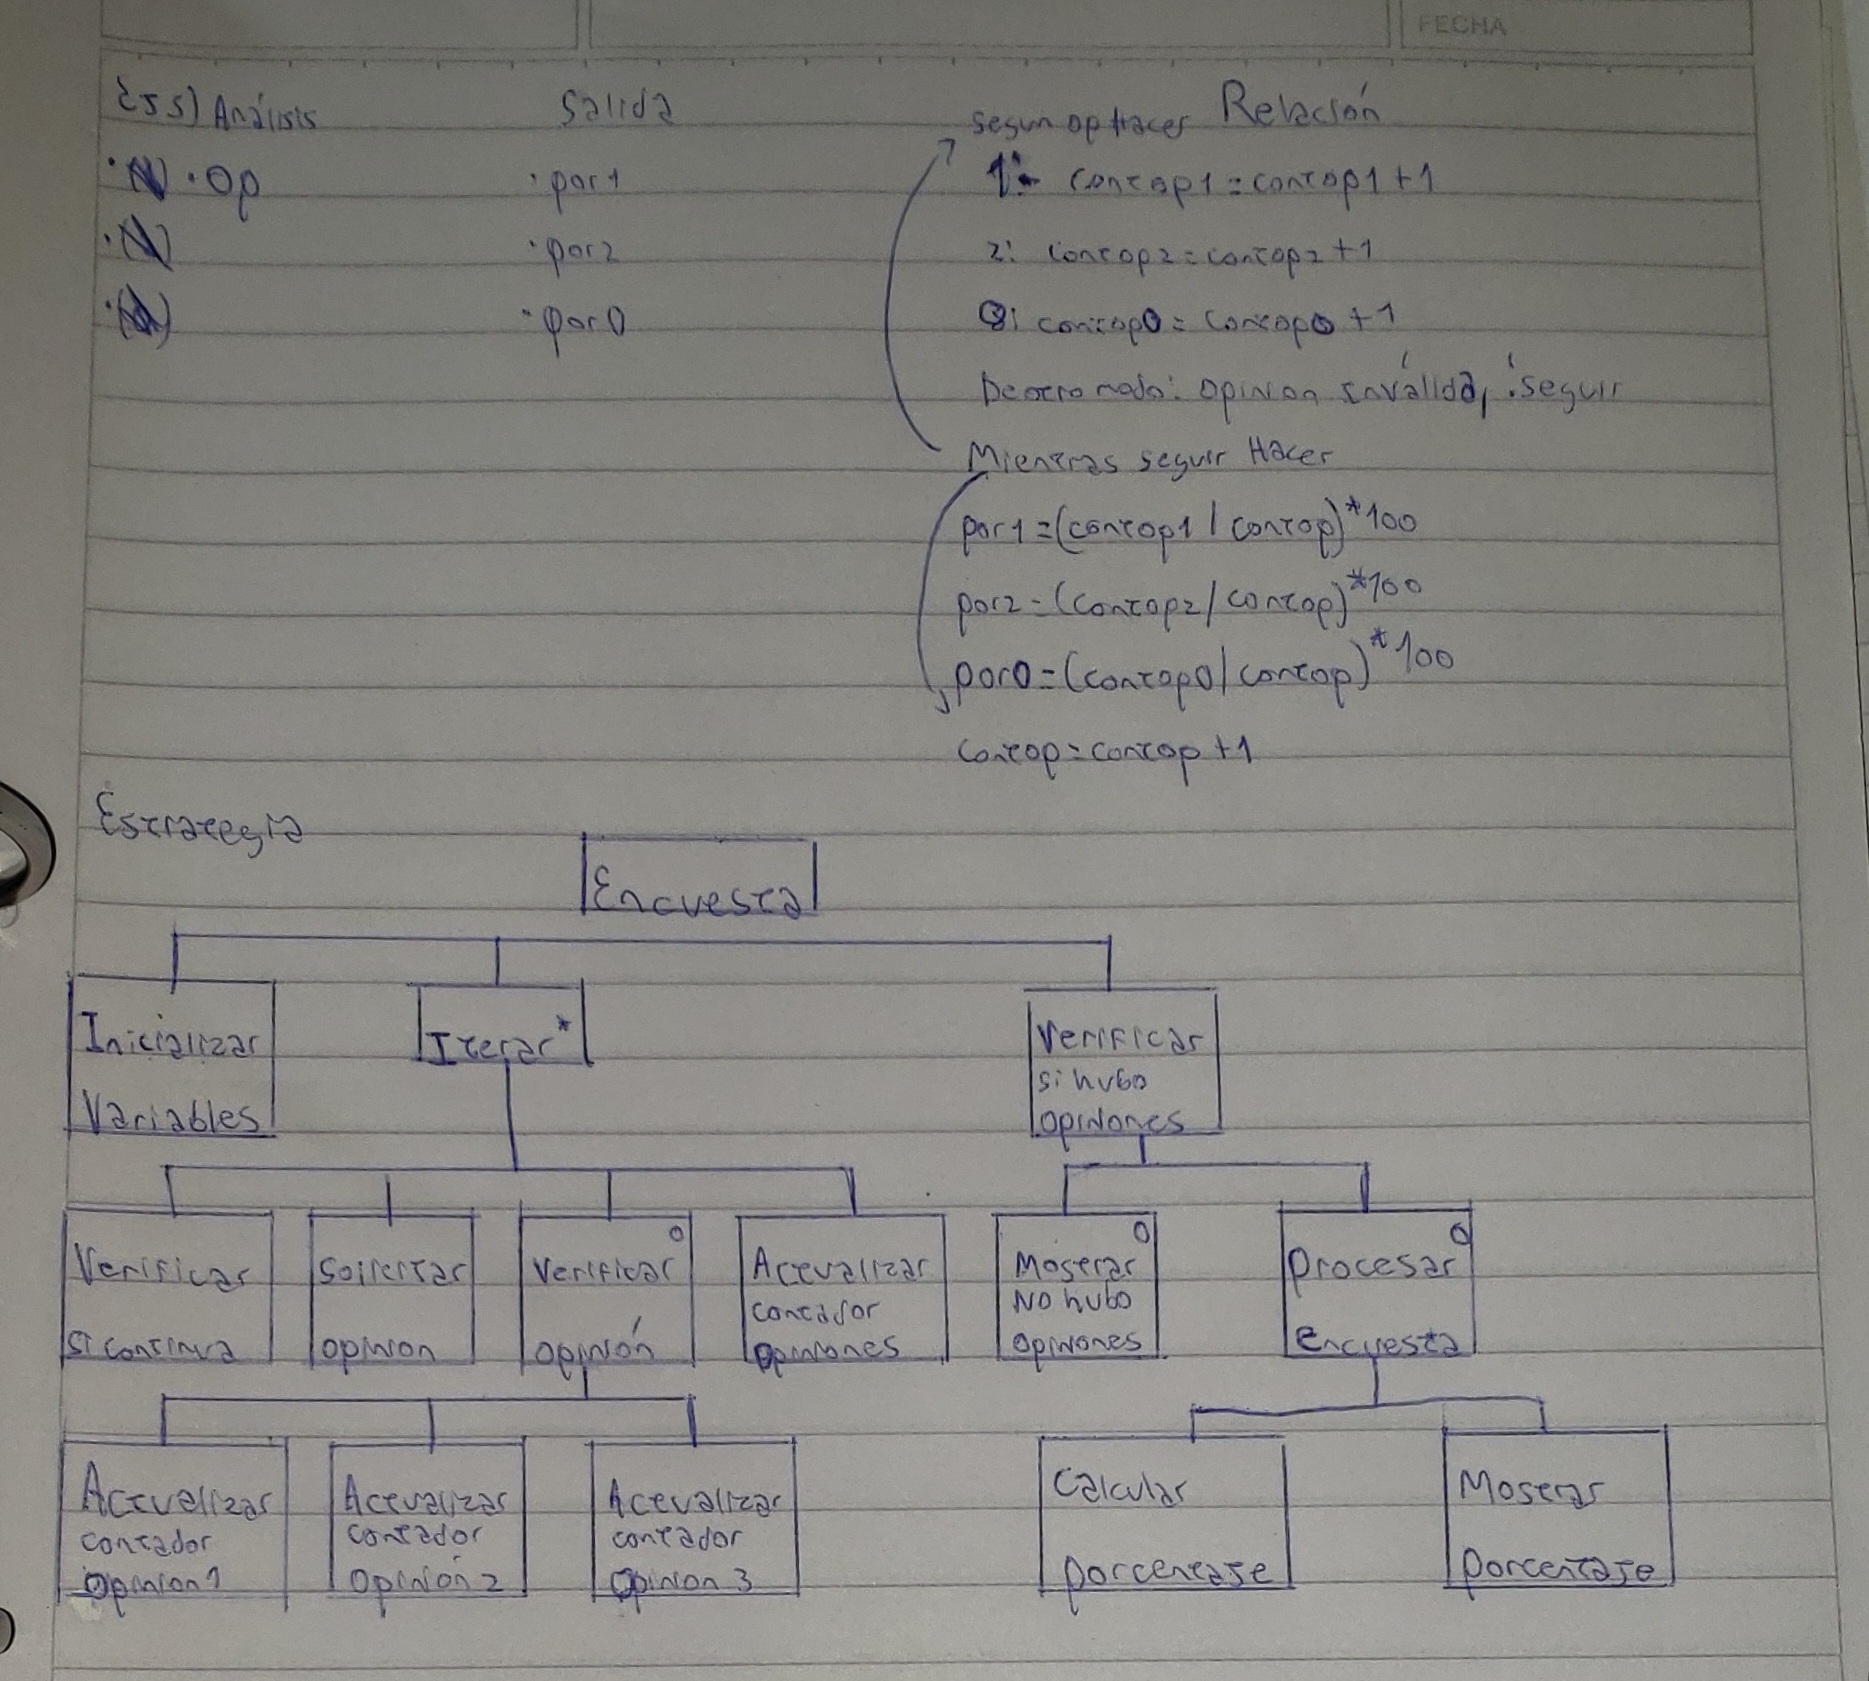 FECHA
Ej 5) Análisis Salida Relación
Segun op Hacer
· Op · por1 1: contop1 = contop1 + 1
· por2 2: contop2 = contop2 + 1
· por0 0: contop0 = contop0 + 1
De otro modo: opinion inválida, seguir
Mientras seguir Hacer
por1 = (contop1 / contop) * 100
por2 = (contop2 / contop) * 100
por0 = (contop0 / contop) * 100
contop = contop + 1
Estrategia
Encuesta
Inicializar
Variables
Iterar *
Verificar
si hubo
opiniones
Verificar
si continua
Solicitar
opinion
Verificar O
opinión
Actualizar
contador
opiniones
Mostrar O
No hubo
opiniones
Procesar O
encuesta
Actualizar
contador
opinion 1
Actualizar
contador
opinión 2
Actualizar
contador
opinion 3
Calcular
porcentaje
Mostrar
porcentaje